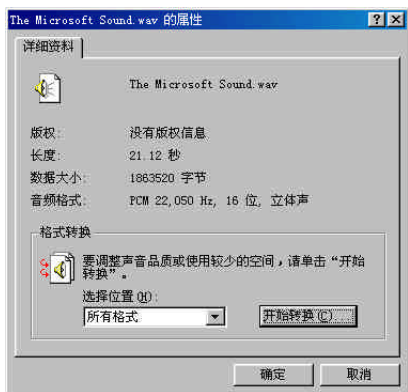 The Microsoft Sound.wav 的属性
详细资料
The Microsoft Sound.wav
版权: 没有版权信息
长度: 21.12 秒
数据大小: 1863520 字节
音频格式: PCM 22,050 Hz, 16 位, 立体声
格式转换
要调整声音品质或使用较少的空间，请单击“开始
转换”。
选择位置(H):
所有格式
开始转换(C)...
确定 取消